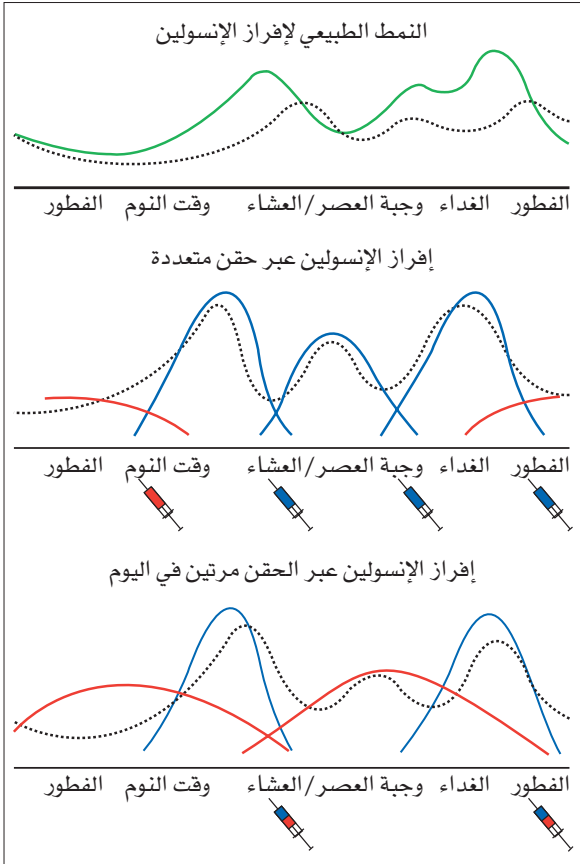 النمط الطبيعي لإفراز الإنسولين
الفطور الغداء وجبة العصر/العشاء وقت النوم الفطور
إفراز الإنسولين عبر حقن متعددة
الفطور الغداء وجبة العصر/العشاء وقت النوم الفطور
إفراز الإنسولين عبر الحقن مرتين في اليوم
الفطور الغداء وجبة العصر/العشاء وقت النوم الفطور